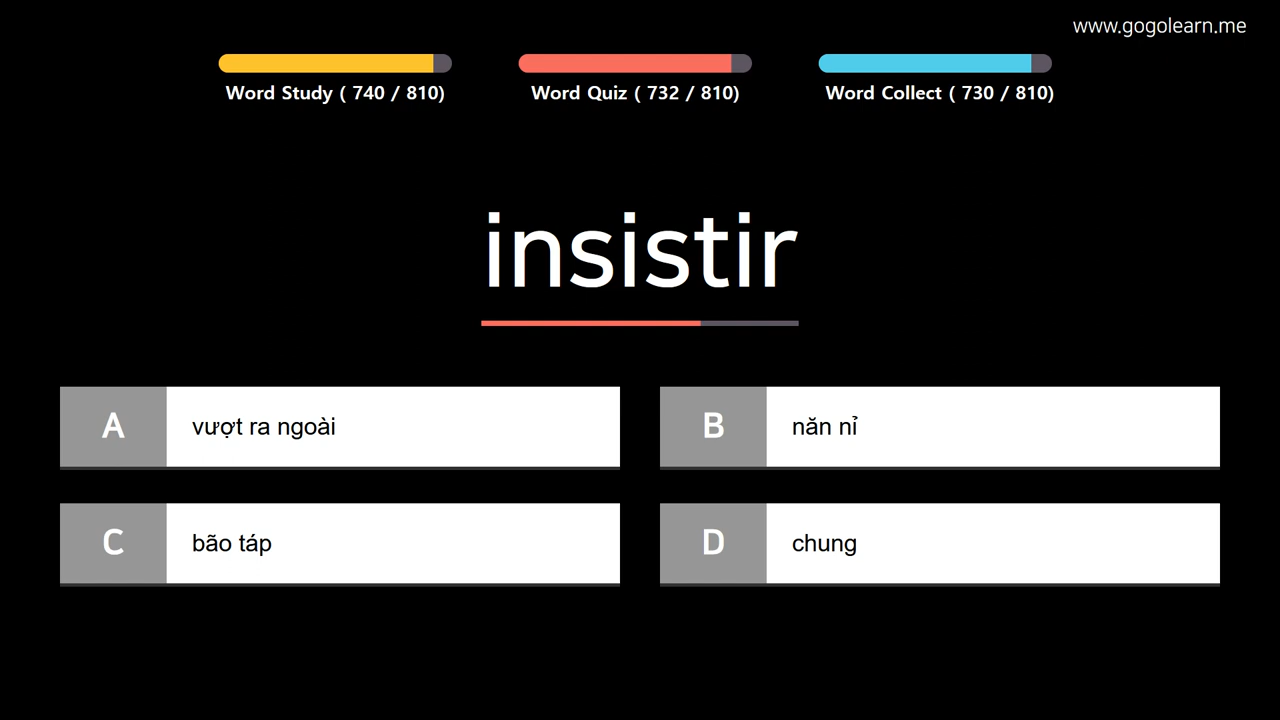 www.gogolearn.me
Word Study ( 740 / 810)
Word Quiz ( 732 / 810)
Word Collect ( 730 / 810)
insistir
A vượt ra ngoài
B năn nỉ
C bão táp
D chung